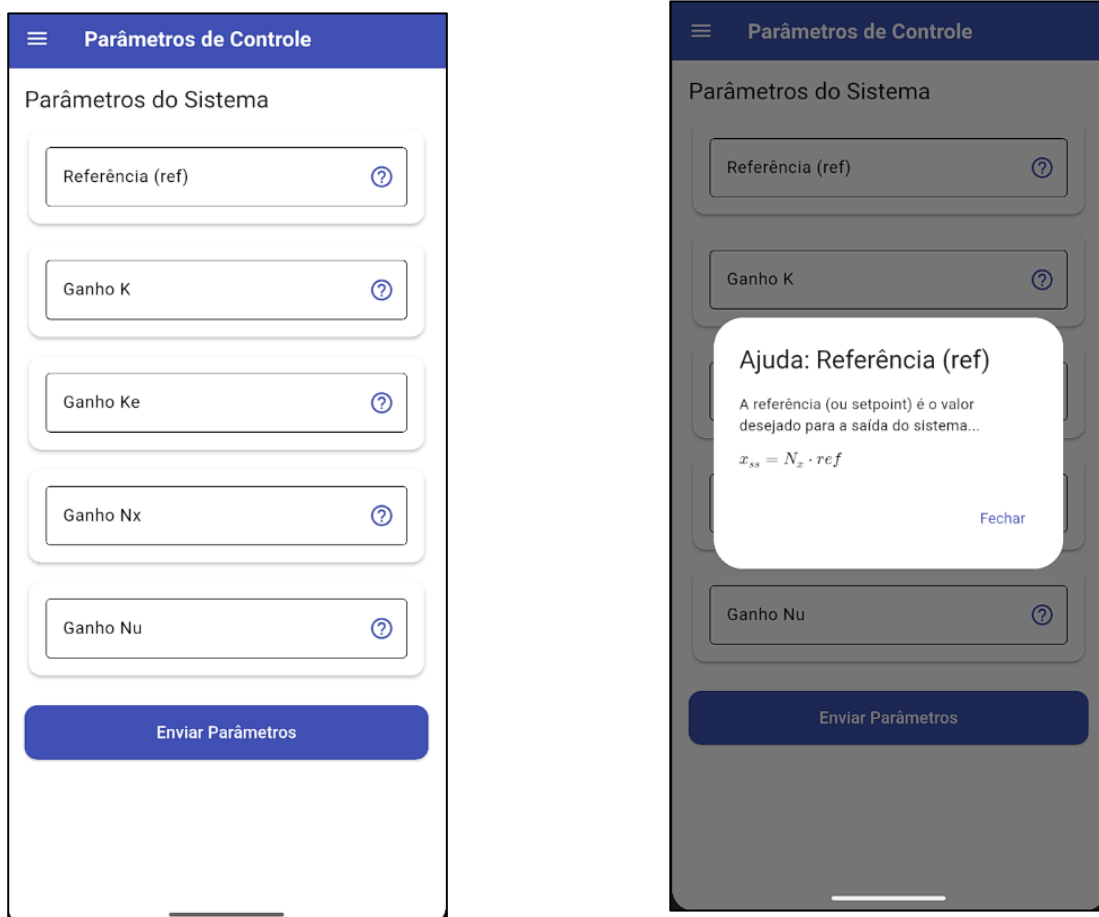 Parâmetros de Controle
Parâmetros do Sistema
Referência (ref)
Ganho K
Ganho Ke
Ganho Nx
Ganho Nu
Enviar Parâmetros
Parâmetros de Controle
Parâmetros do Sistema
Referência (ref)
Ganho K
Ajuda: Referência (ref)
A referência (ou setpoint) é o valor
desejado para a saída do sistema...
x_{ss} = N_x · ref
Fechar
Ganho Nu
Enviar Parâmetros